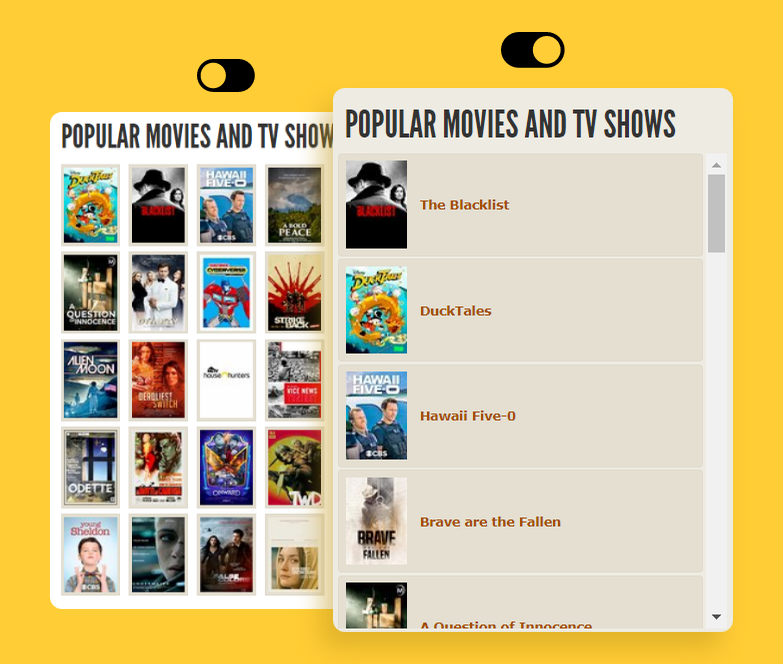 POPULAR MOVIES AND TV SHOW
DUCKTALES
BLACKLIST
HAWAII
FIVE-0
CBS
A BOLD
PEACE
A
QUESTION
OF INNOCENCE
DYNASTY
CYBERVERSE
STRIKE
BACK
ALIEN
MOON
DEADLIEST
SWITCH
house hunters
VICE NEWS
ODETTE
ONWARD
young
Sheldon
CBS
UNDERWATER
POPULAR MOVIES AND TV SHOWS
BLACKLIST
The Blacklist
Disney
DUCKTALES
DuckTales
HAWAII
FIVE-0
CBS
Hawaii Five-0
BRAVE
FALLEN
Brave are the Fallen
A Question of Innocence